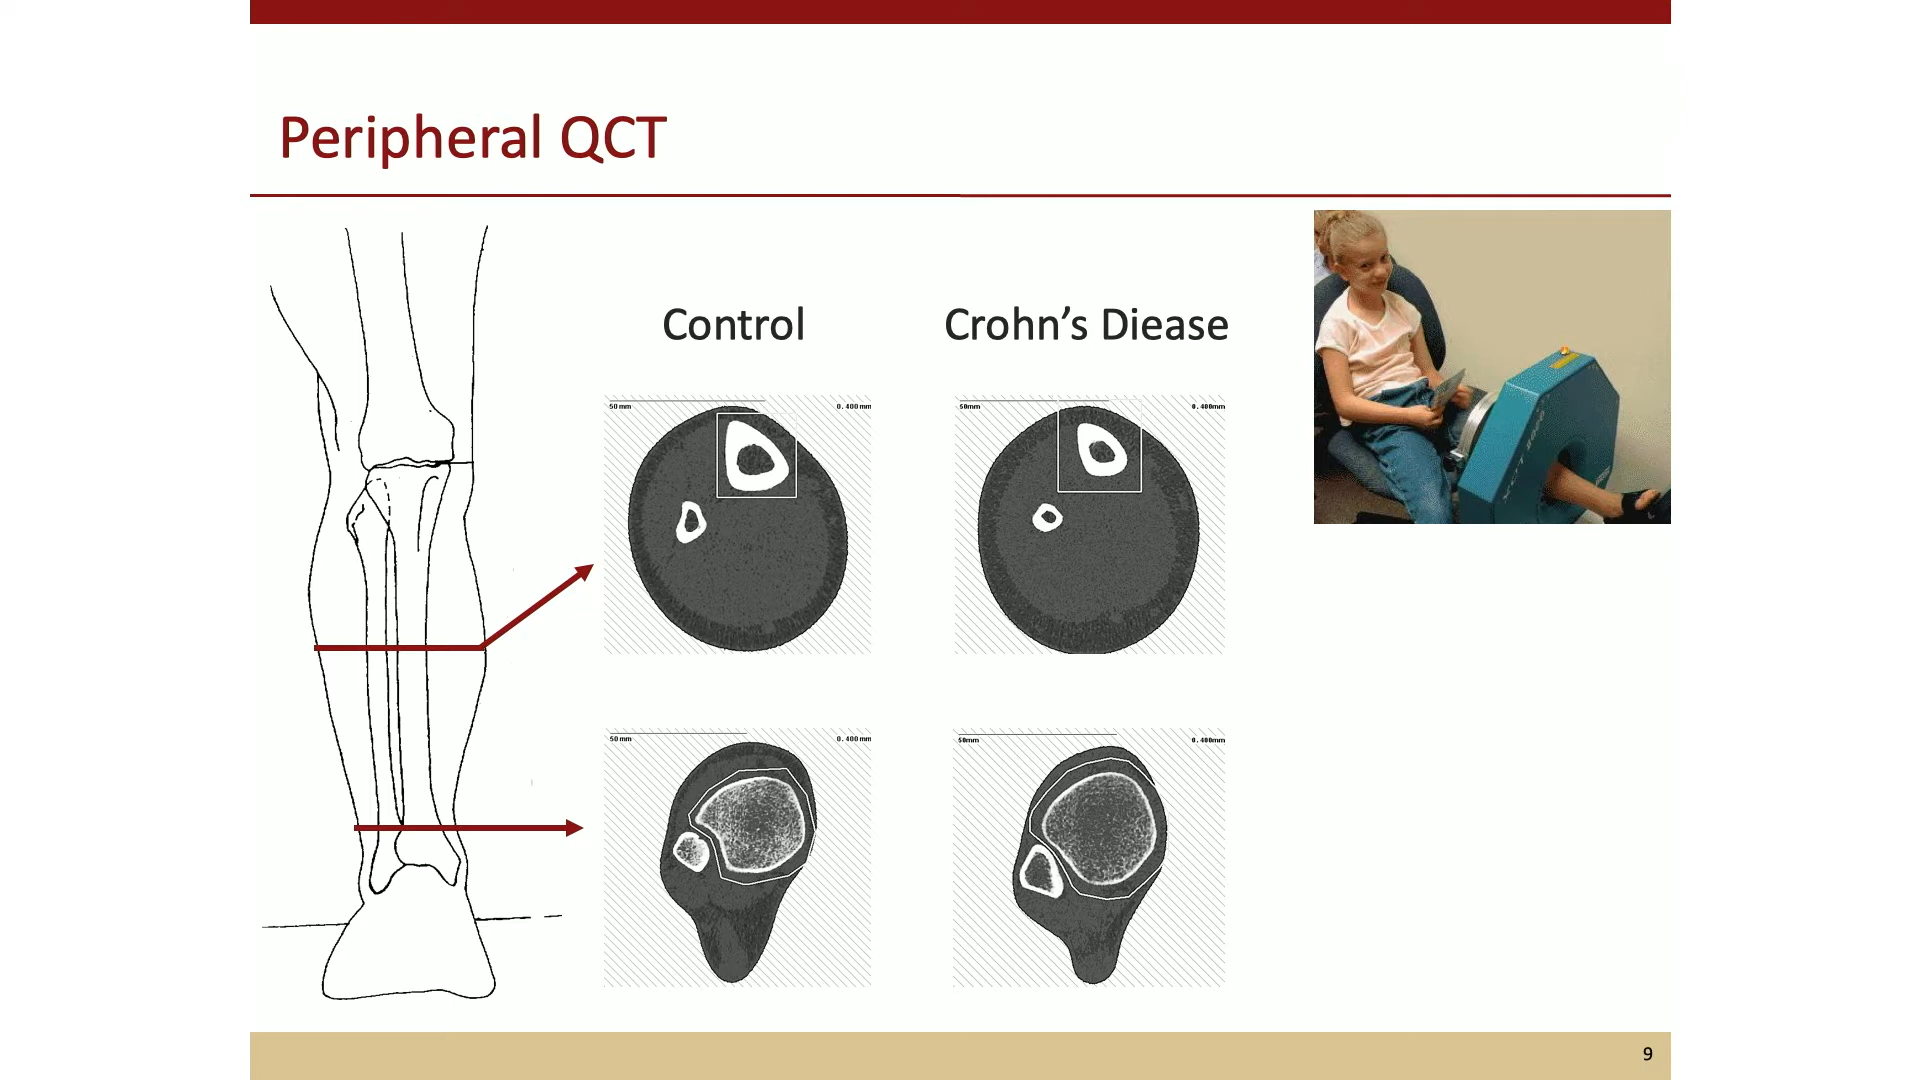 Peripheral QCT
Control
Crohn's Diease
50 mm
0.400 mm
50mm
0.400mm
50 mm
0.400 mm
50mm
0.400mm
9